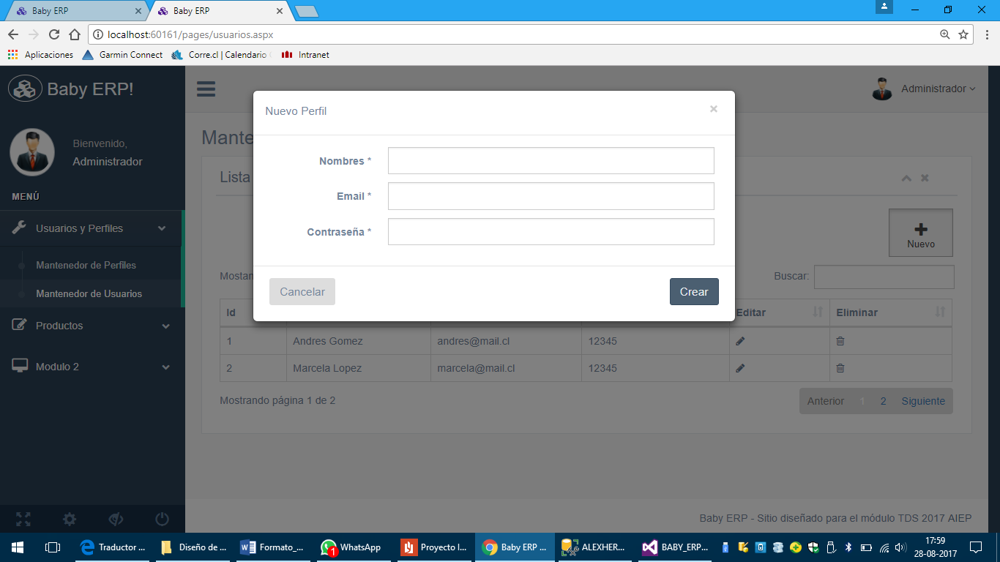 Baby ERP
Baby ERP
localhost:60161/pages/usuarios.aspx
Aplicaciones
Garmin Connect
Corre.cl | Calendario
Intranet
Baby ERP!
Administrador
Bienvenido,
Administrador
MENÚ
Usuarios y Perfiles
Mantenedor de Perfiles
Mantenedor de Usuarios
Productos
Modulo 2
Mante
Lista
Nuevo
Mostan
Buscar:
Nuevo Perfil
×
Nombres *
Email *
Contraseña *
Cancelar
Crear
Id Editar Eliminar
1 Andres Gomez andres@mail.cl 12345
2 Marcela Lopez marcela@mail.cl 12345
Mostrando página 1 de 2
Anterior 1 2 Siguiente
Baby ERP - Sitio diseñado para el módulo TDS 2017 AIEP
Traductor ...
Diseño de ...
Formato_...
1
WhatsApp
Proyecto I...
Baby ERP ...
ALEXHER...
BABY_ERP...
17:59
28-08-2017